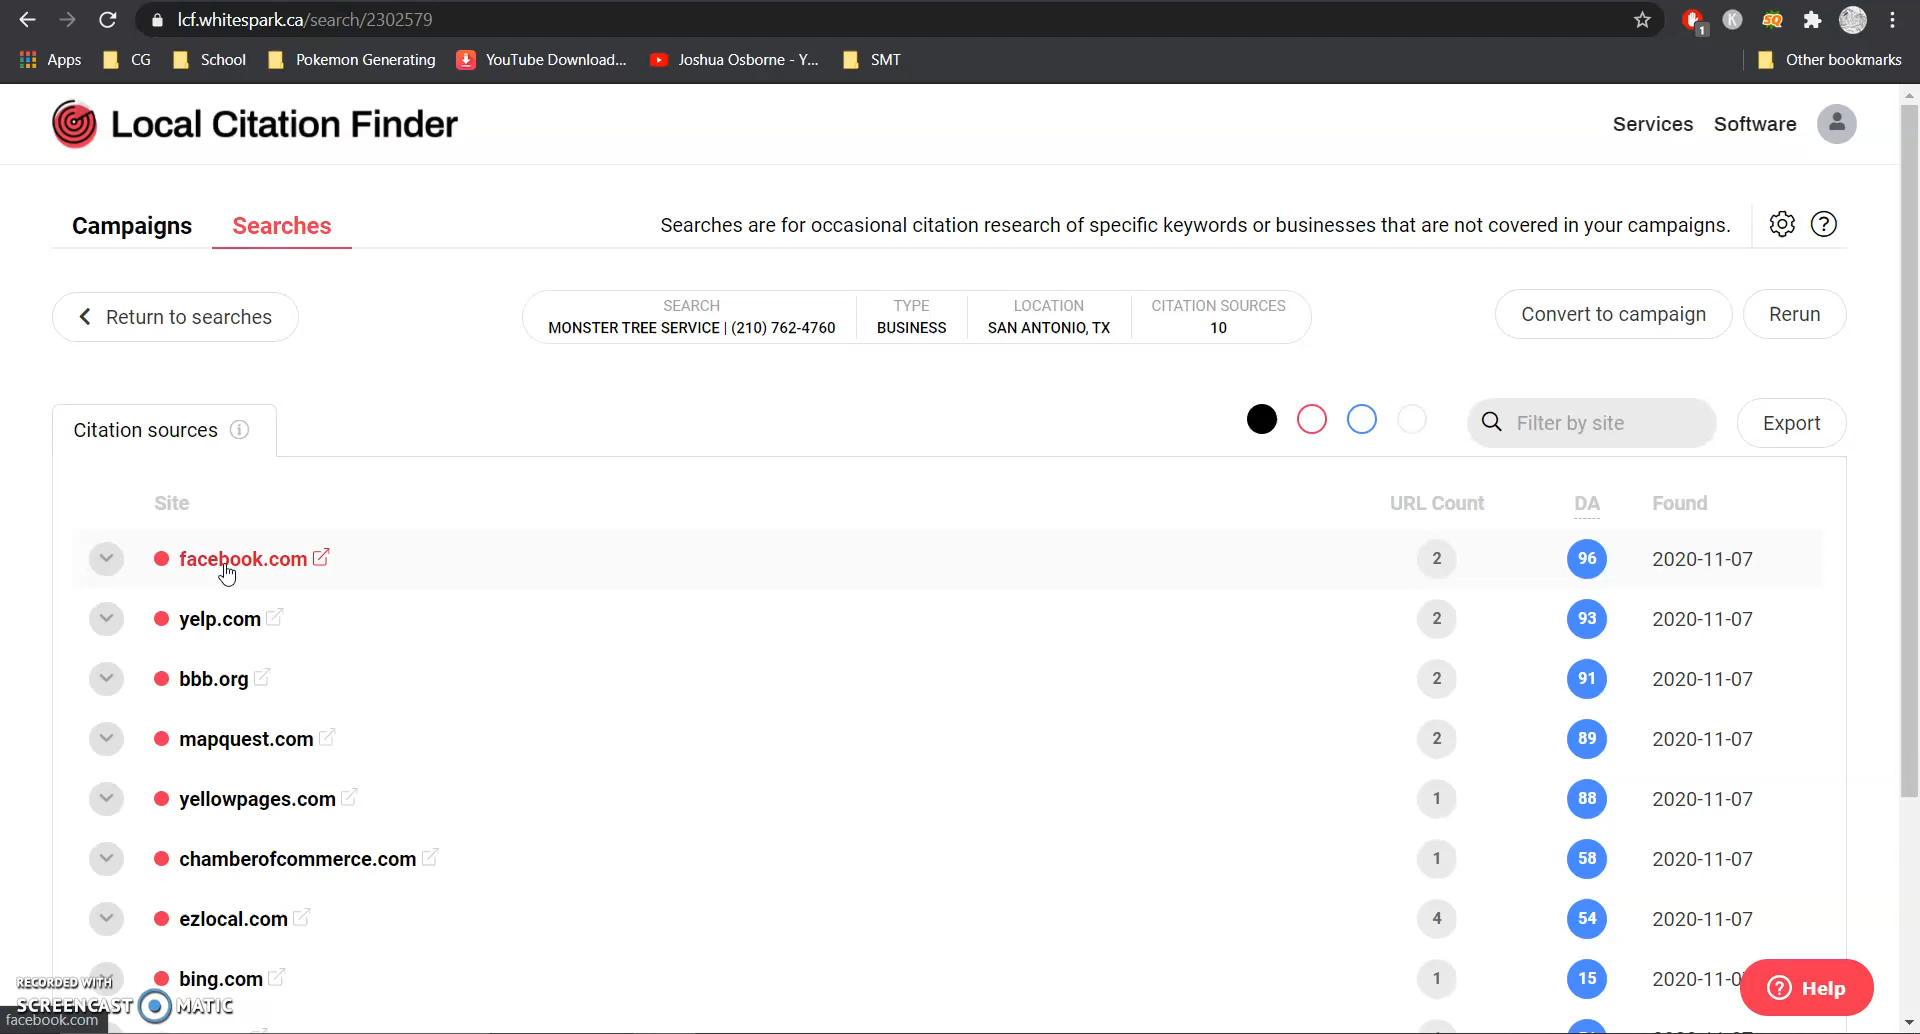 lcf.whitespark.ca/search/2302579
1
K
SQ
Apps
CG
School
Pokemon Generating
YouTube Download...
Joshua Osborne - Y...
SMT
Other bookmarks
Local Citation Finder
Services
Software
Campaigns
Searches
Searches are for occasional citation research of specific keywords or businesses that are not covered in your campaigns.
Return to searches
SEARCH
MONSTER TREE SERVICE | (210) 762-4760
TYPE
BUSINESS
LOCATION
SAN ANTONIO, TX
CITATION SOURCES
10
Convert to campaign
Rerun
Citation sources
Filter by site
Export
Site URL Count DA Found
facebook.com 2 96 2020-11-07
yelp.com 2 93 2020-11-07
bbb.org 2 91 2020-11-07
mapquest.com 2 89 2020-11-07
yellowpages.com 1 88 2020-11-07
chamberofcommerce.com 1 58 2020-11-07
ezlocal.com 4 54 2020-11-07
bing.com 1 15 2020-11-0
Help
RECORDED WITH
SCREENCAST MATIC
facebook.com